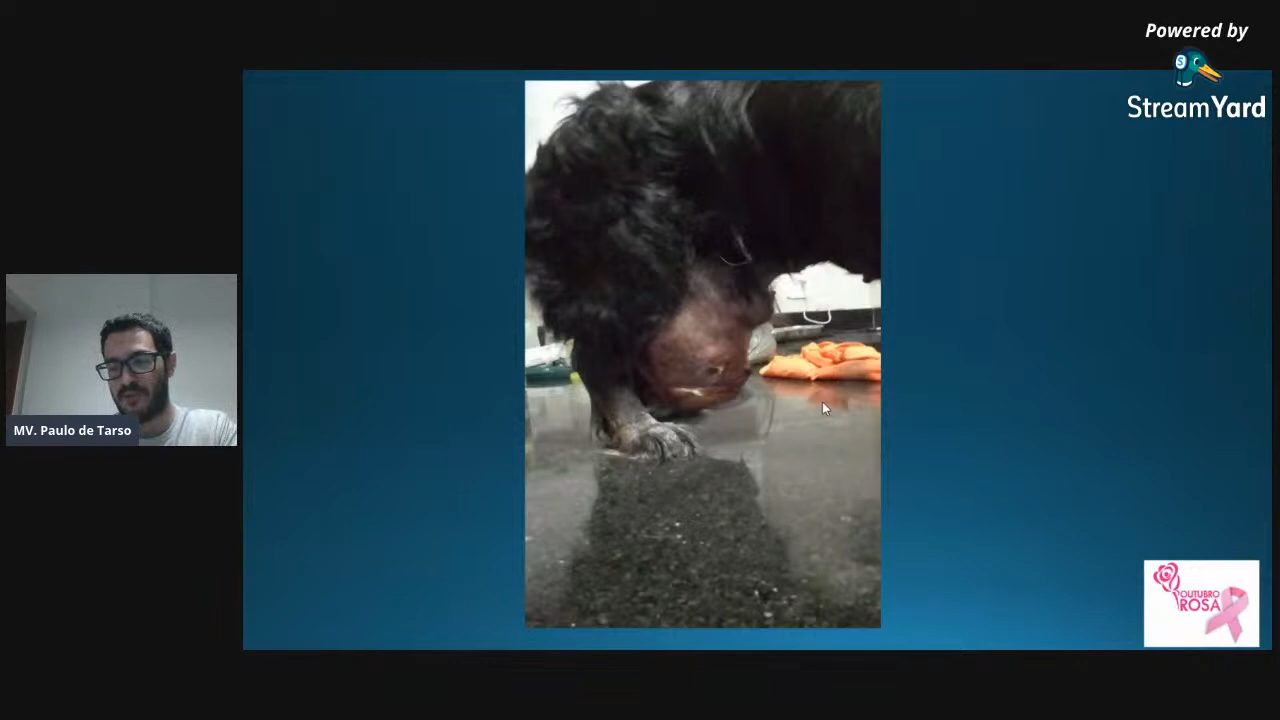 Powered by
StreamYard
MV. Paulo de Tarso
OUTUBRO
ROSA